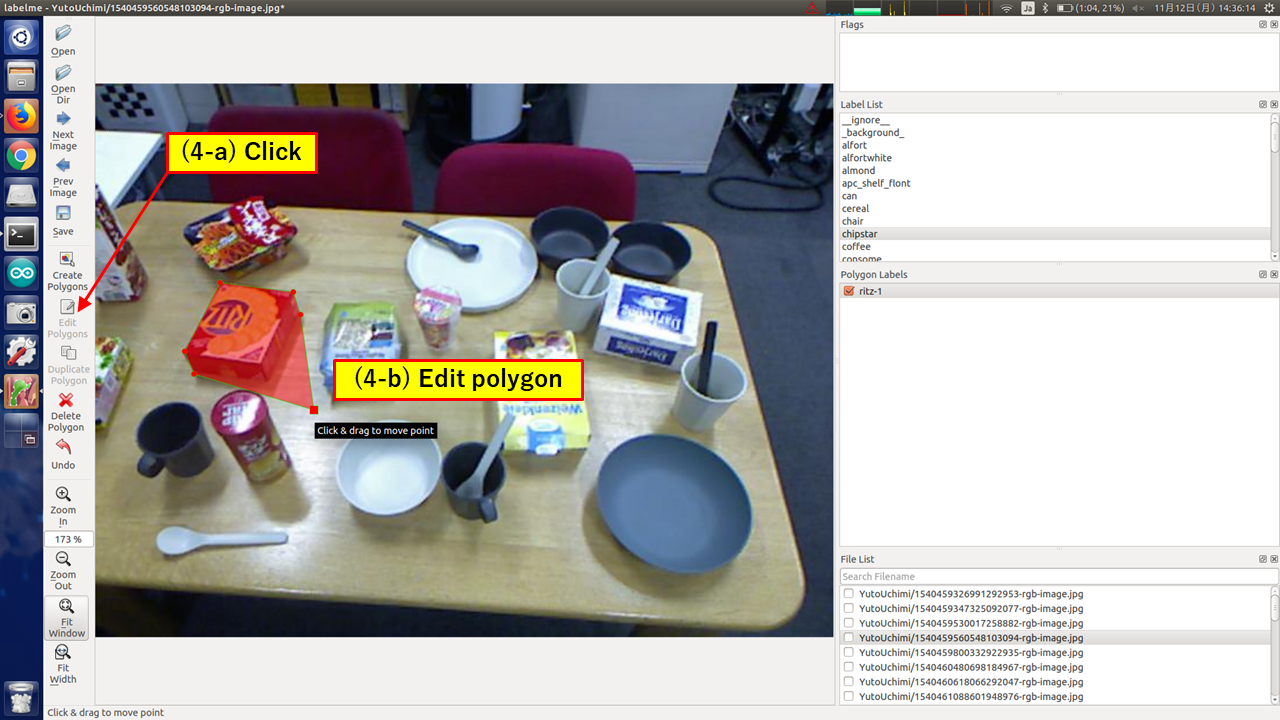 labelme - YutoUchimi/1540459560548103094-rgb-image.jpg*
Ja
(1:04, 21%)
11月12日(月) 14:36:14
Open
Open
Dir
Next
Image
Prev
Image
Save
Create
Polygons
Edit
Polygons
Duplicate
Polygon
Delete
Polygon
Undo
Zoom
In
173 %
Zoom
Out
Fit
Window
Fit
Width
(4-a) Click
RITZ
Darjeeling
Darjeeling
(4-b) Edit polygon
Weizenkleie
Click & drag to move point
Flags
Label List
__ignore__
_background_
alfort
alfortwhite
almond
apc_shelf_flont
can
cereal
chair
chipstar
coffee
consome
Polygon Labels
ritz-1
File List
Search Filename
YutoUchimi/1540459326991292953-rgb-image.jpg
YutoUchimi/1540459347325092077-rgb-image.jpg
YutoUchimi/1540459530017258882-rgb-image.jpg
YutoUchimi/1540459560548103094-rgb-image.jpg
YutoUchimi/1540459800332922935-rgb-image.jpg
YutoUchimi/1540460480698184967-rgb-image.jpg
YutoUchimi/1540460618066292047-rgb-image.jpg
YutoUchimi/1540461088601948976-rgb-image.jpg
Click & drag to move point